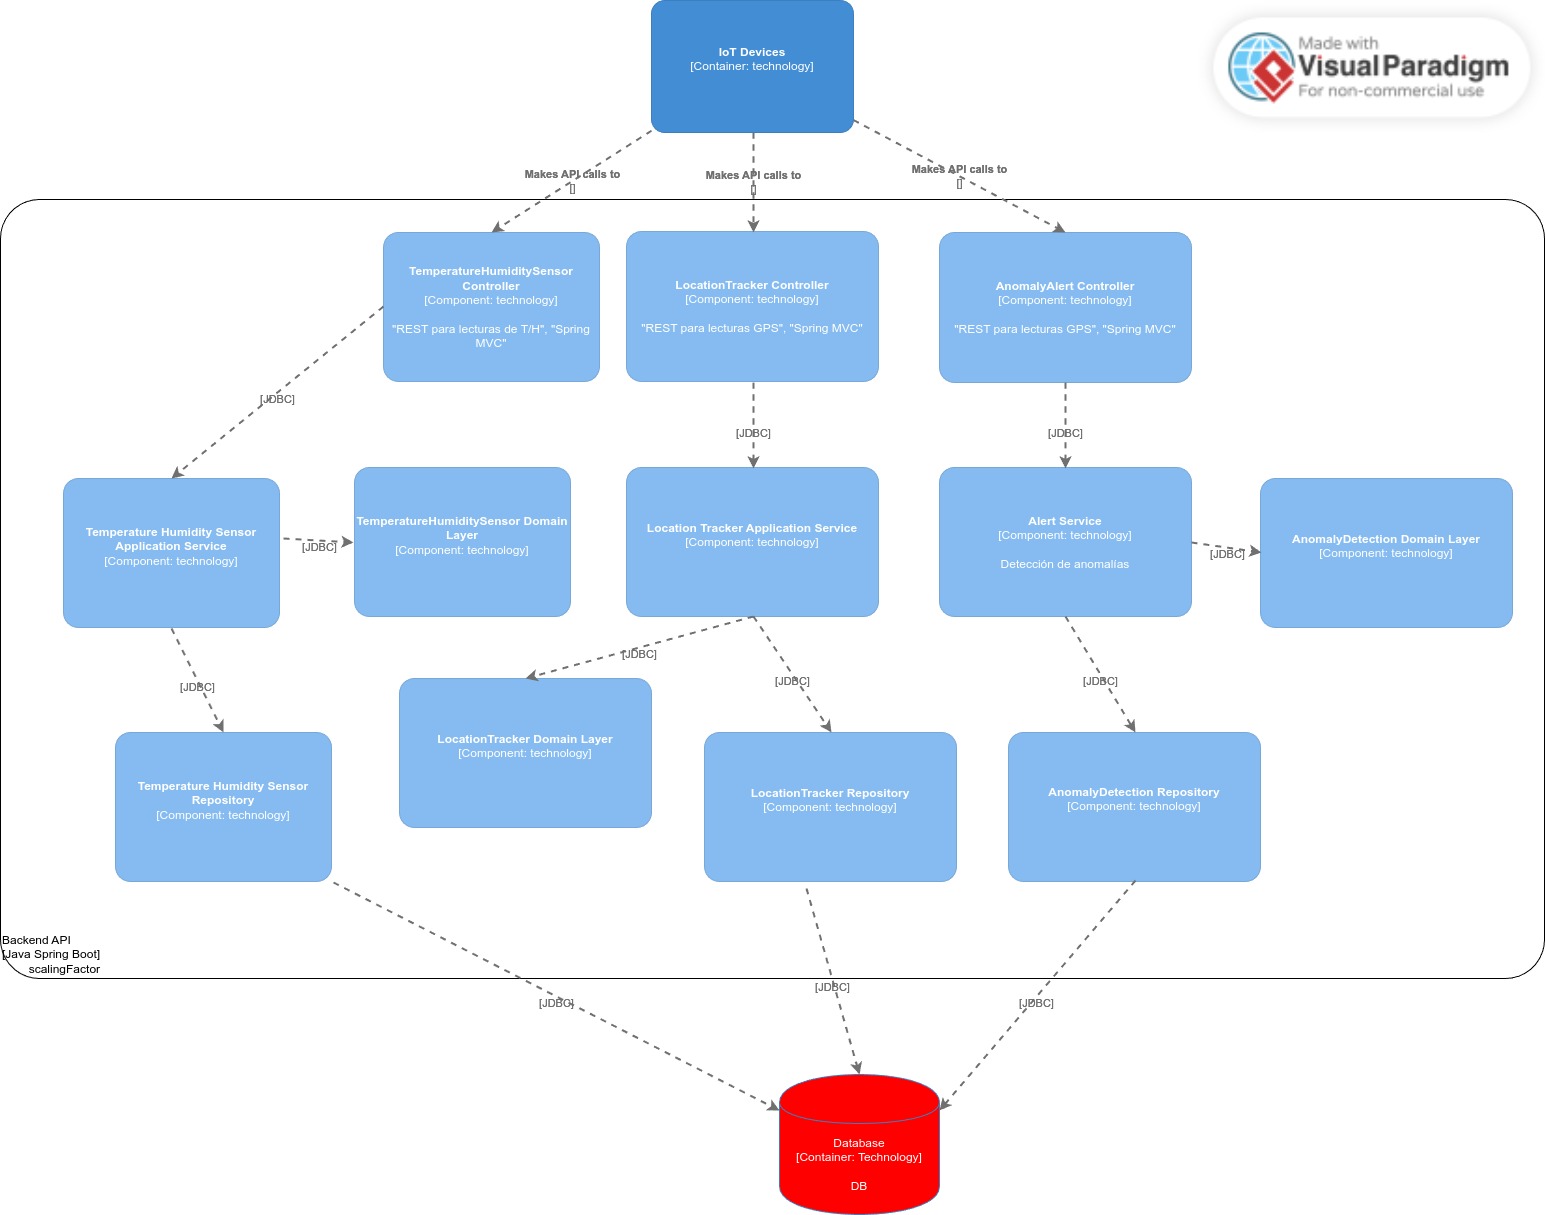 IoT Devices
[Container: technology]
Made with
Visual Paradigm
For non-commercial use
Makes API calls to
[]
Makes API calls to
[]
Makes API calls to
[]
TemperatureHumiditySensor
Controller
[Component: technology]
"REST para lecturas de T/H", "Spring
MVC"
LocationTracker Controller
[Component: technology]
"REST para lecturas GPS", "Spring MVC"
AnomalyAlert Controller
[Component: technology]
"REST para lecturas GPS", "Spring MVC"
[JDBC]
[JDBC]
[JDBC]
Temperature Humidity Sensor
Application Service
[Component: technology]
[JDBC]
TemperatureHumiditySensor Domain
Layer
[Component: technology]
Location Tracker Application Service
[Component: technology]
Alert Service
[Component: technology]
Detección de anomalías
[JDBC]
AnomalyDetection Domain Layer
[Component: technology]
[JDBC]
[JDBC]
[JDBC]
[JDBC]
Temperature Humidity Sensor
Repository
[Component: technology]
LocationTracker Domain Layer
[Component: technology]
LocationTracker Repository
[Component: technology]
AnomalyDetection Repository
[Component: technology]
Backend API
[Java Spring Boot]
scalingFactor
[JDBC]
[JDBC]
[JDBC]
Database
[Container: Technology]
DB